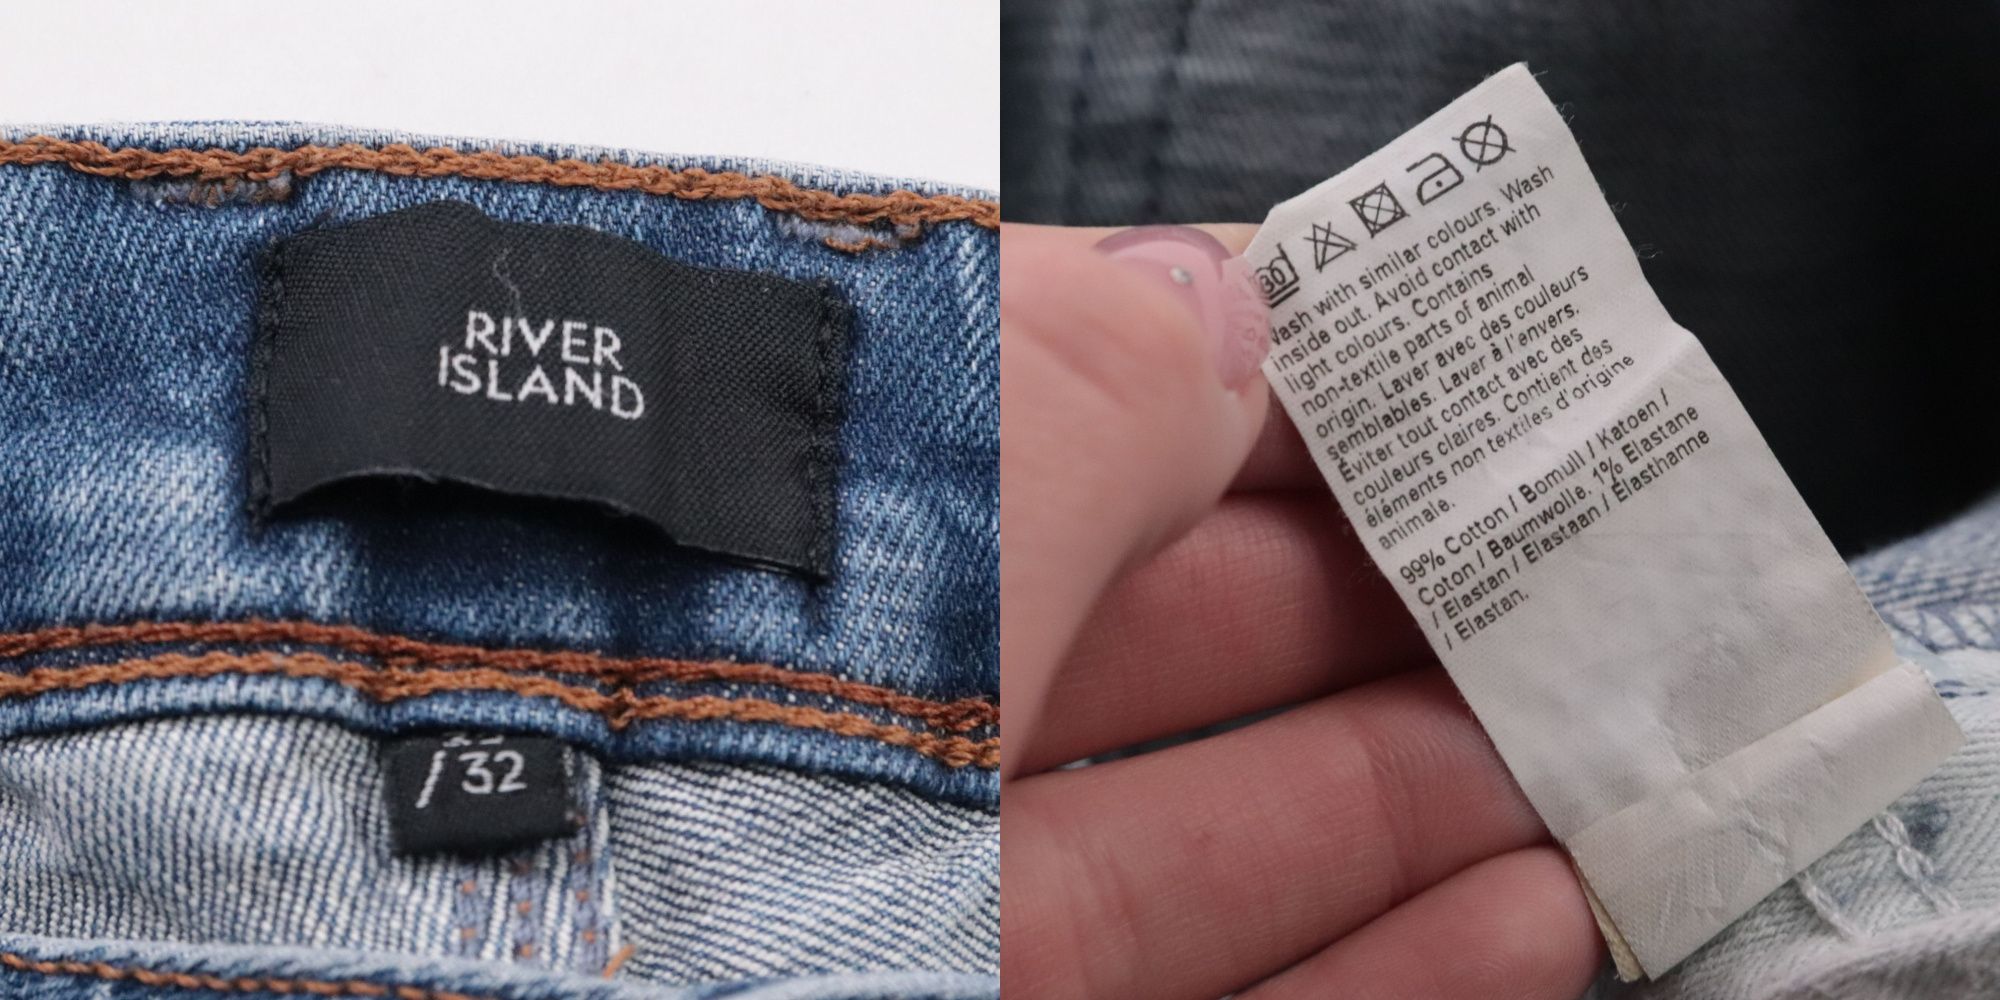 RIVER
ISLAND
/ 32
30
Wash with similar colours. Wash
inside out. Avoid contact with
light colours. Contains
non-textile parts of animal
origin. Laver avec des couleurs
semblables. Laver à l'envers.
Éviter tout contact avec des
couleurs claires. Contient des
éléments non textiles d'origine
animale.
99% Cotton / Bomull / Katoen /
Coton / Baumwolle. 1% Elastane
/ Elastan / Elastaan / Élasthanne
/ Elastan.